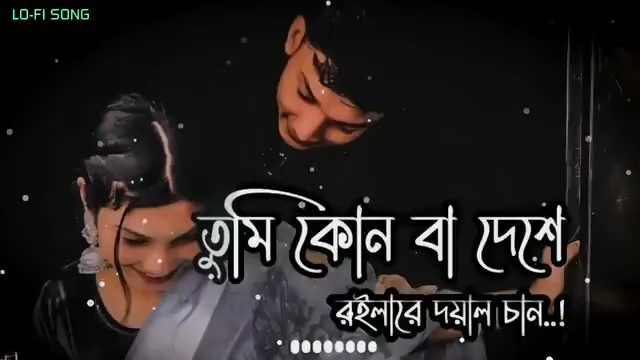 LO-FI SONG
তুমি কোন বা দেশে
রইলারে দয়াল চান..!